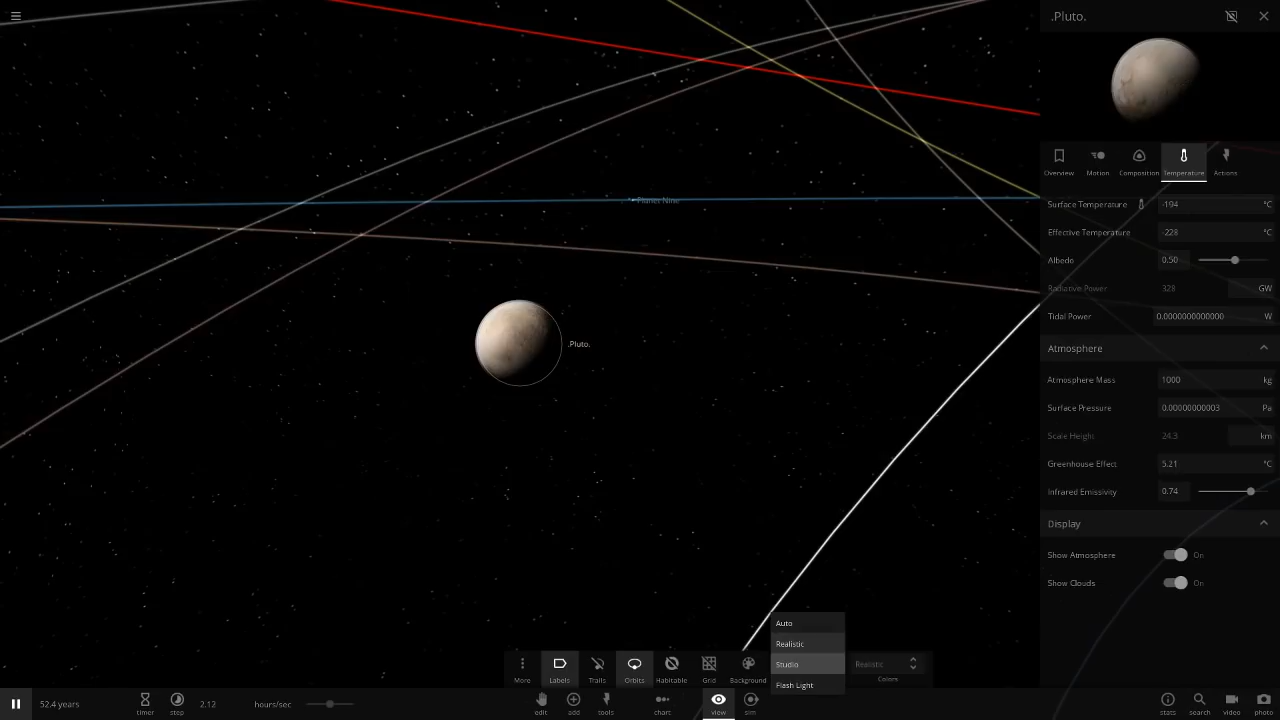 .Pluto.
Overview
Motion
Composition
Temperature
Actions
Surface Temperature -194 °C
Effective Temperature -228 °C
Planet Nine
Albedo 0.50
Radiative Power 328 GW
Tidal Power 0.0000000000000 W
.Pluto.
Atmosphere
Atmosphere Mass 1000 kg
Surface Pressure 0.00000000003 Pa
Scale Height 24.3 km
Greenhouse Effect 5.21 °C
Infrared Emissivity 0.74
Display
Show Atmosphere On
Show Clouds On
Auto
Realistic
Studio
Flash Light
More
Labels
Trails
Orbits
Habitable
Grid
Background
Realistic
Colors
52.4 years
timer
step
2.12
hours/sec
edit
add
tools
chart
view
sim
stats
search
video
photo